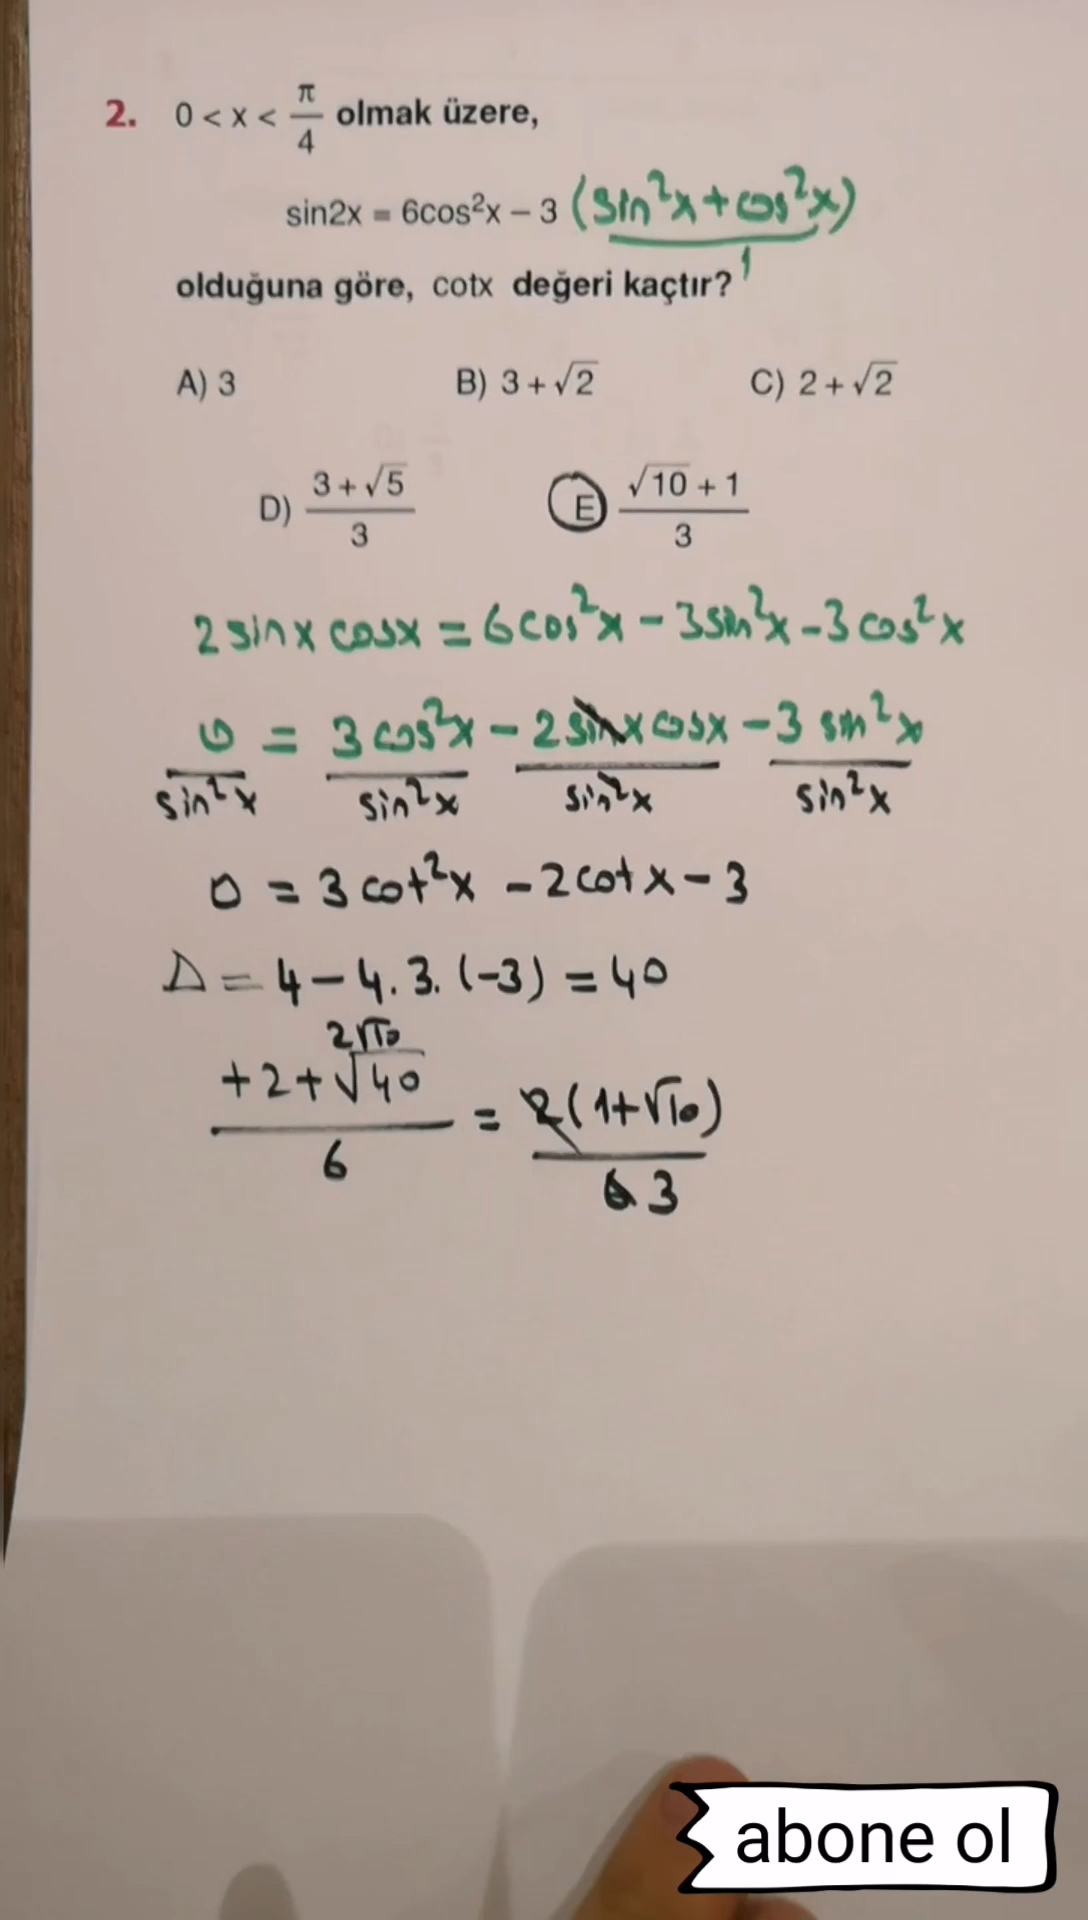 2. 0 < x < π/4 olmak üzere,
sin2x = 6cos²x − 3 (sin²x + cos²x)
1
olduğuna göre, cotx değeri kaçtır?
A) 3 B) 3 + √2 C) 2 + √2
D) (3 + √5)/3 E) (√10 + 1)/3
2 sinx cosx = 6cos²x − 3sin²x − 3cos²x
0/sin²x = 3cos²x/sin²x − 2sinxcosx/sin²x − 3sin²x/sin²x
0 = 3cot²x − 2cotx − 3
Δ = 4 − 4.3.(−3) = 40
2√10
(+2+√40)/6 = 2(1+√10)/6 3
abone ol